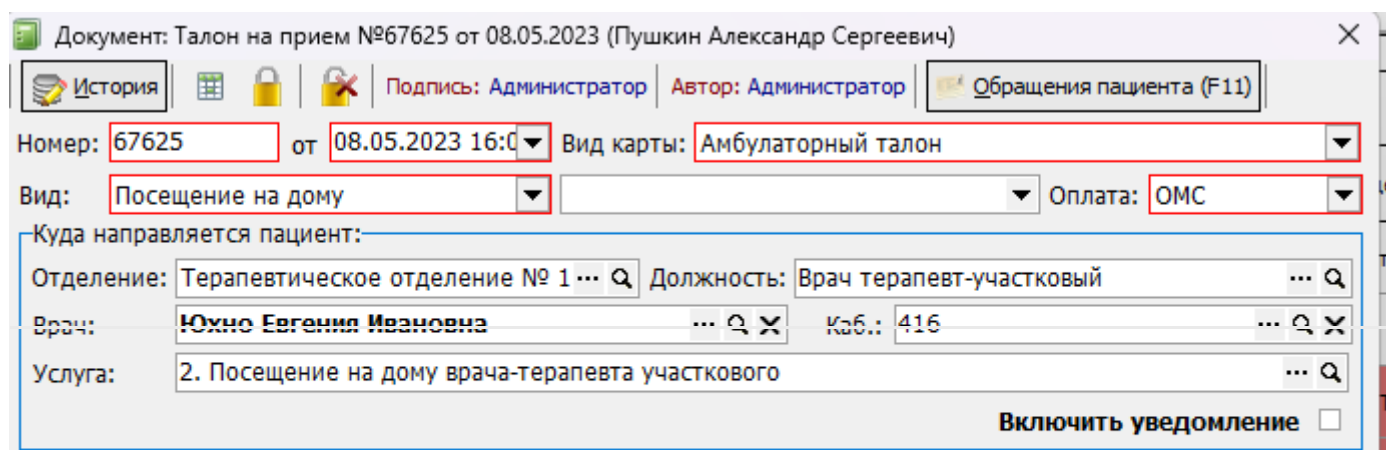 Документ: Талон на прием №67625 от 08.05.2023 (Пушкин Александр Сергеевич)
История Подпись: Администратор Автор: Администратор Обращения пациента (F11)
Номер: 67625 от 08.05.2023 16:0 Вид карты: Амбулаторный талон
Вид: Посещение на дому Оплата: ОМС
Куда направляется пациент:
Отделение: Терапевтическое отделение № 1 ... Должность: Врач терапевт-участковый ...
Врач: Юхно Евгения Ивановна ... Каб.: 416 ...
Услуга: 2. Посещение на дому врача-терапевта участкового ...
Включить уведомление